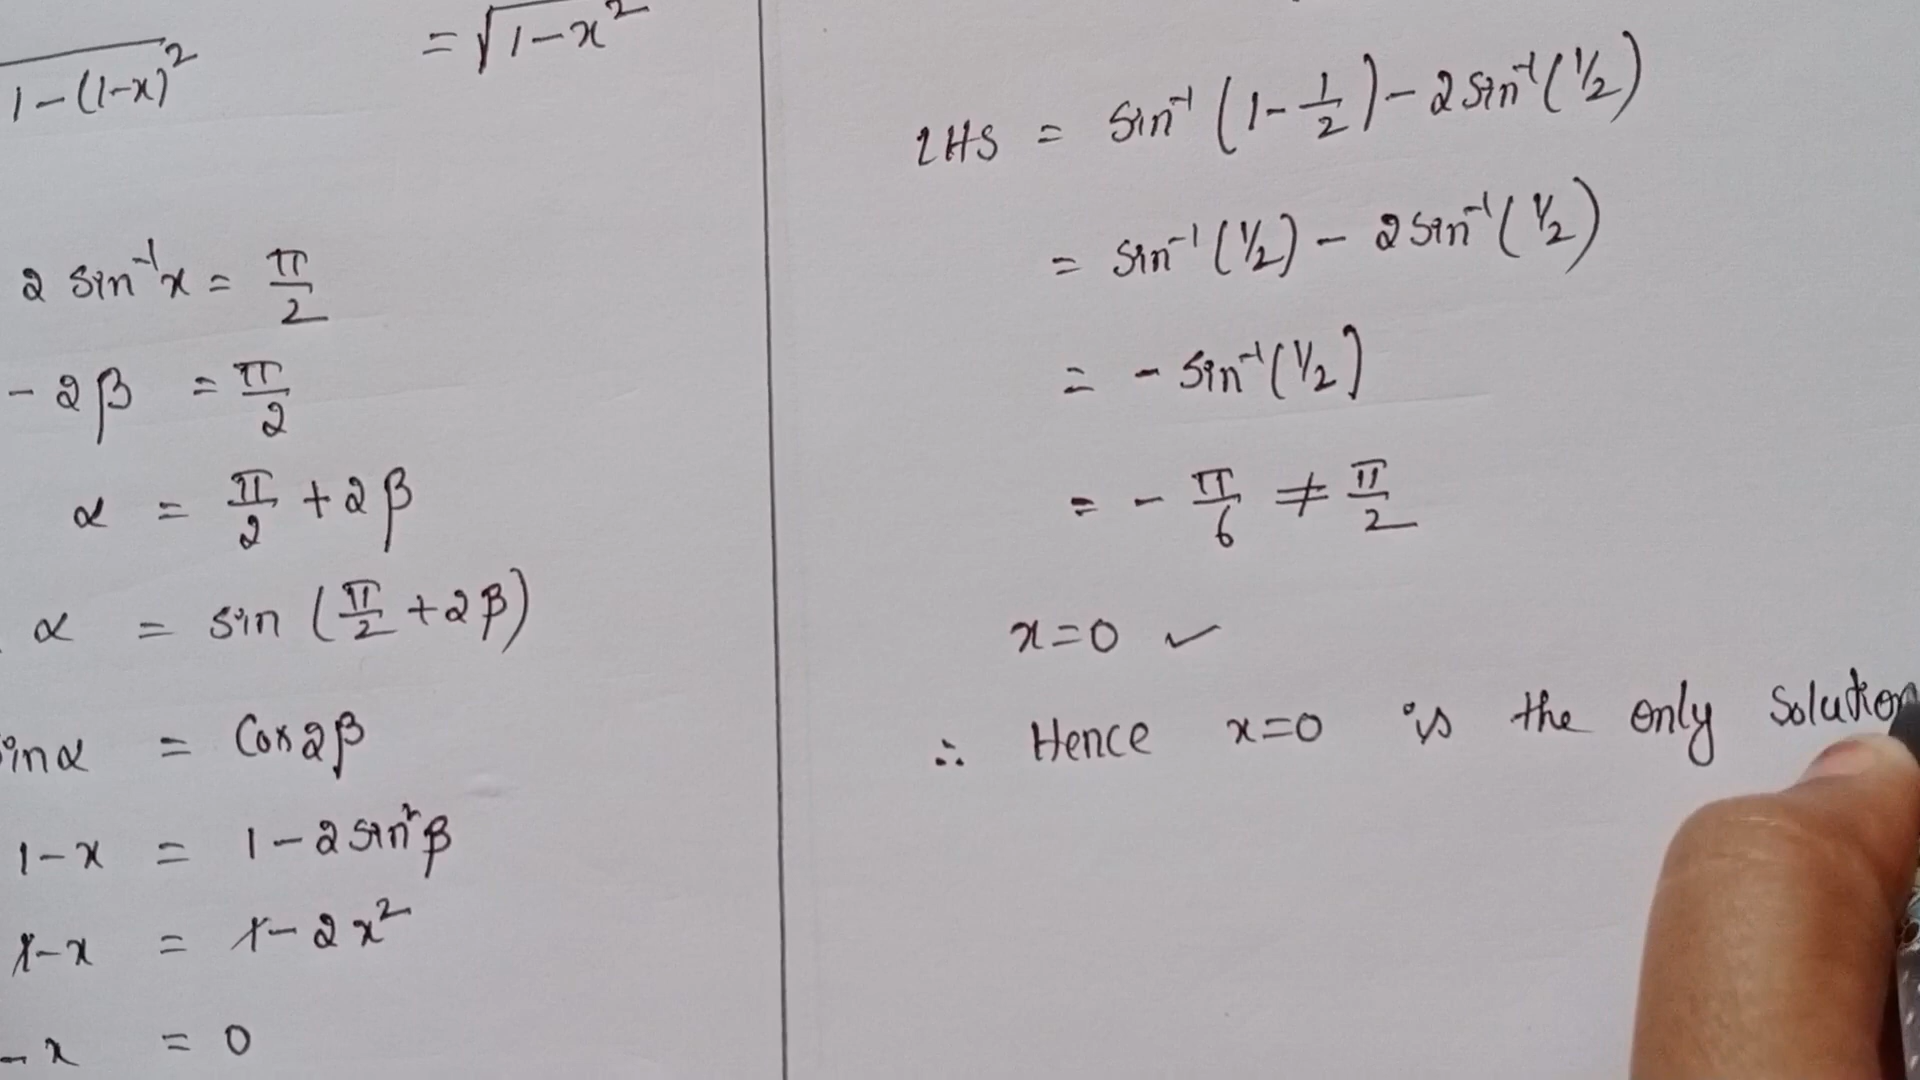 1-(1-x)²
= √1-x²
2 sin⁻¹x = π/2
- 2β = π/2
α = π/2 + 2β
α = sin (π/2 + 2β)
sinα = Cos2β
1-x = 1-2sin²β
1-x = 1-2x²
- x = 0
LHS = sin⁻¹ (1-1/2) - 2 sin⁻¹(1/2)
= sin⁻¹(1/2) - 2 sin⁻¹(1/2)
= - sin⁻¹(1/2)
= - π/6 ≠ π/2
x=0 ✓
∴ Hence x=0 is the only Solution